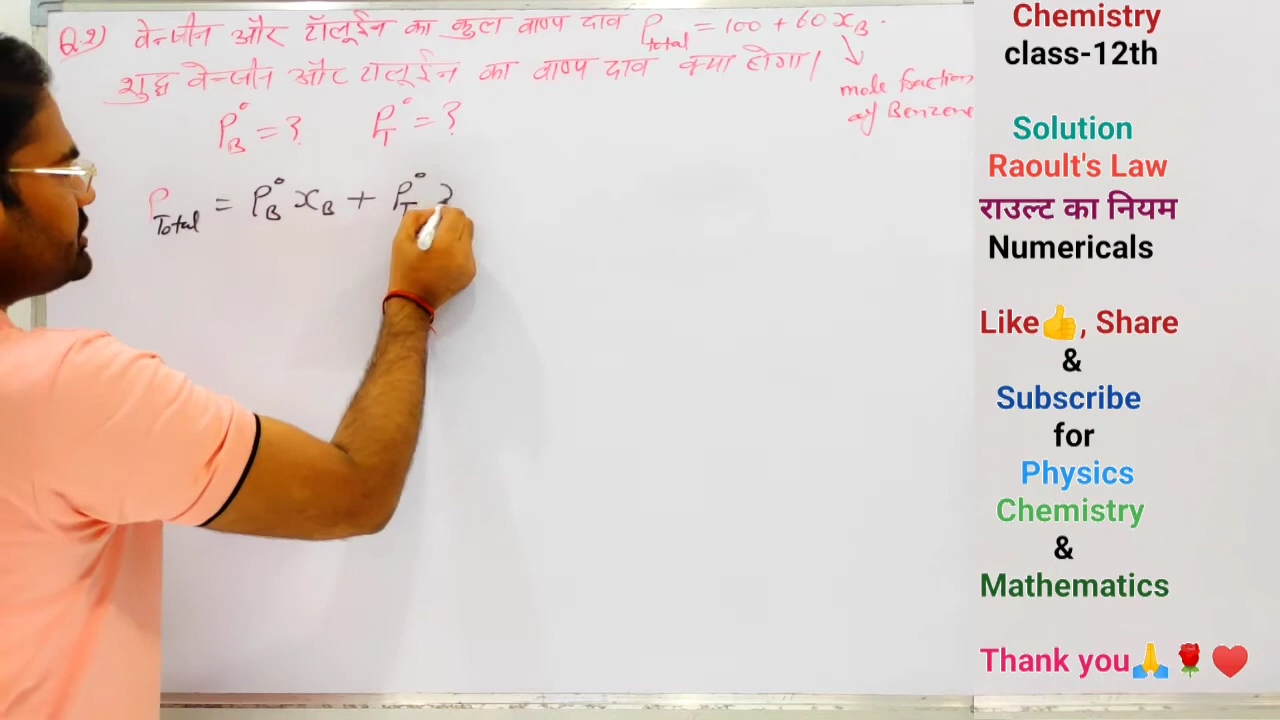 Q.2) बेन्जीन और टॉलूईन का कुल वाष्प दाब P_total = 100 + 60 x_B.
शुद्ध बेन्जीन और टालूईन का वाष्प दाब क्या होगा।
mole fraction
of Benzene
P°_B = ? P°_T = ?
P_Total = P°_B x_B + P°_T
Chemistry
class-12th
Solution
Raoult's Law
राउल्ट का नियम
Numericals
Like👍, Share
&
Subscribe
for
Physics
Chemistry
&
Mathematics
Thank you🙏🌹♥️